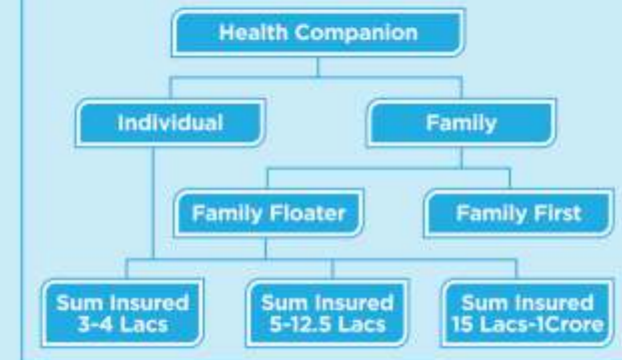 Health Companion
Individual
Family
Family Floater
Family First
Sum Insured
3-4 Lacs
Sum Insured
5-12.5 Lacs
Sum Insured
15 Lacs-1Crore